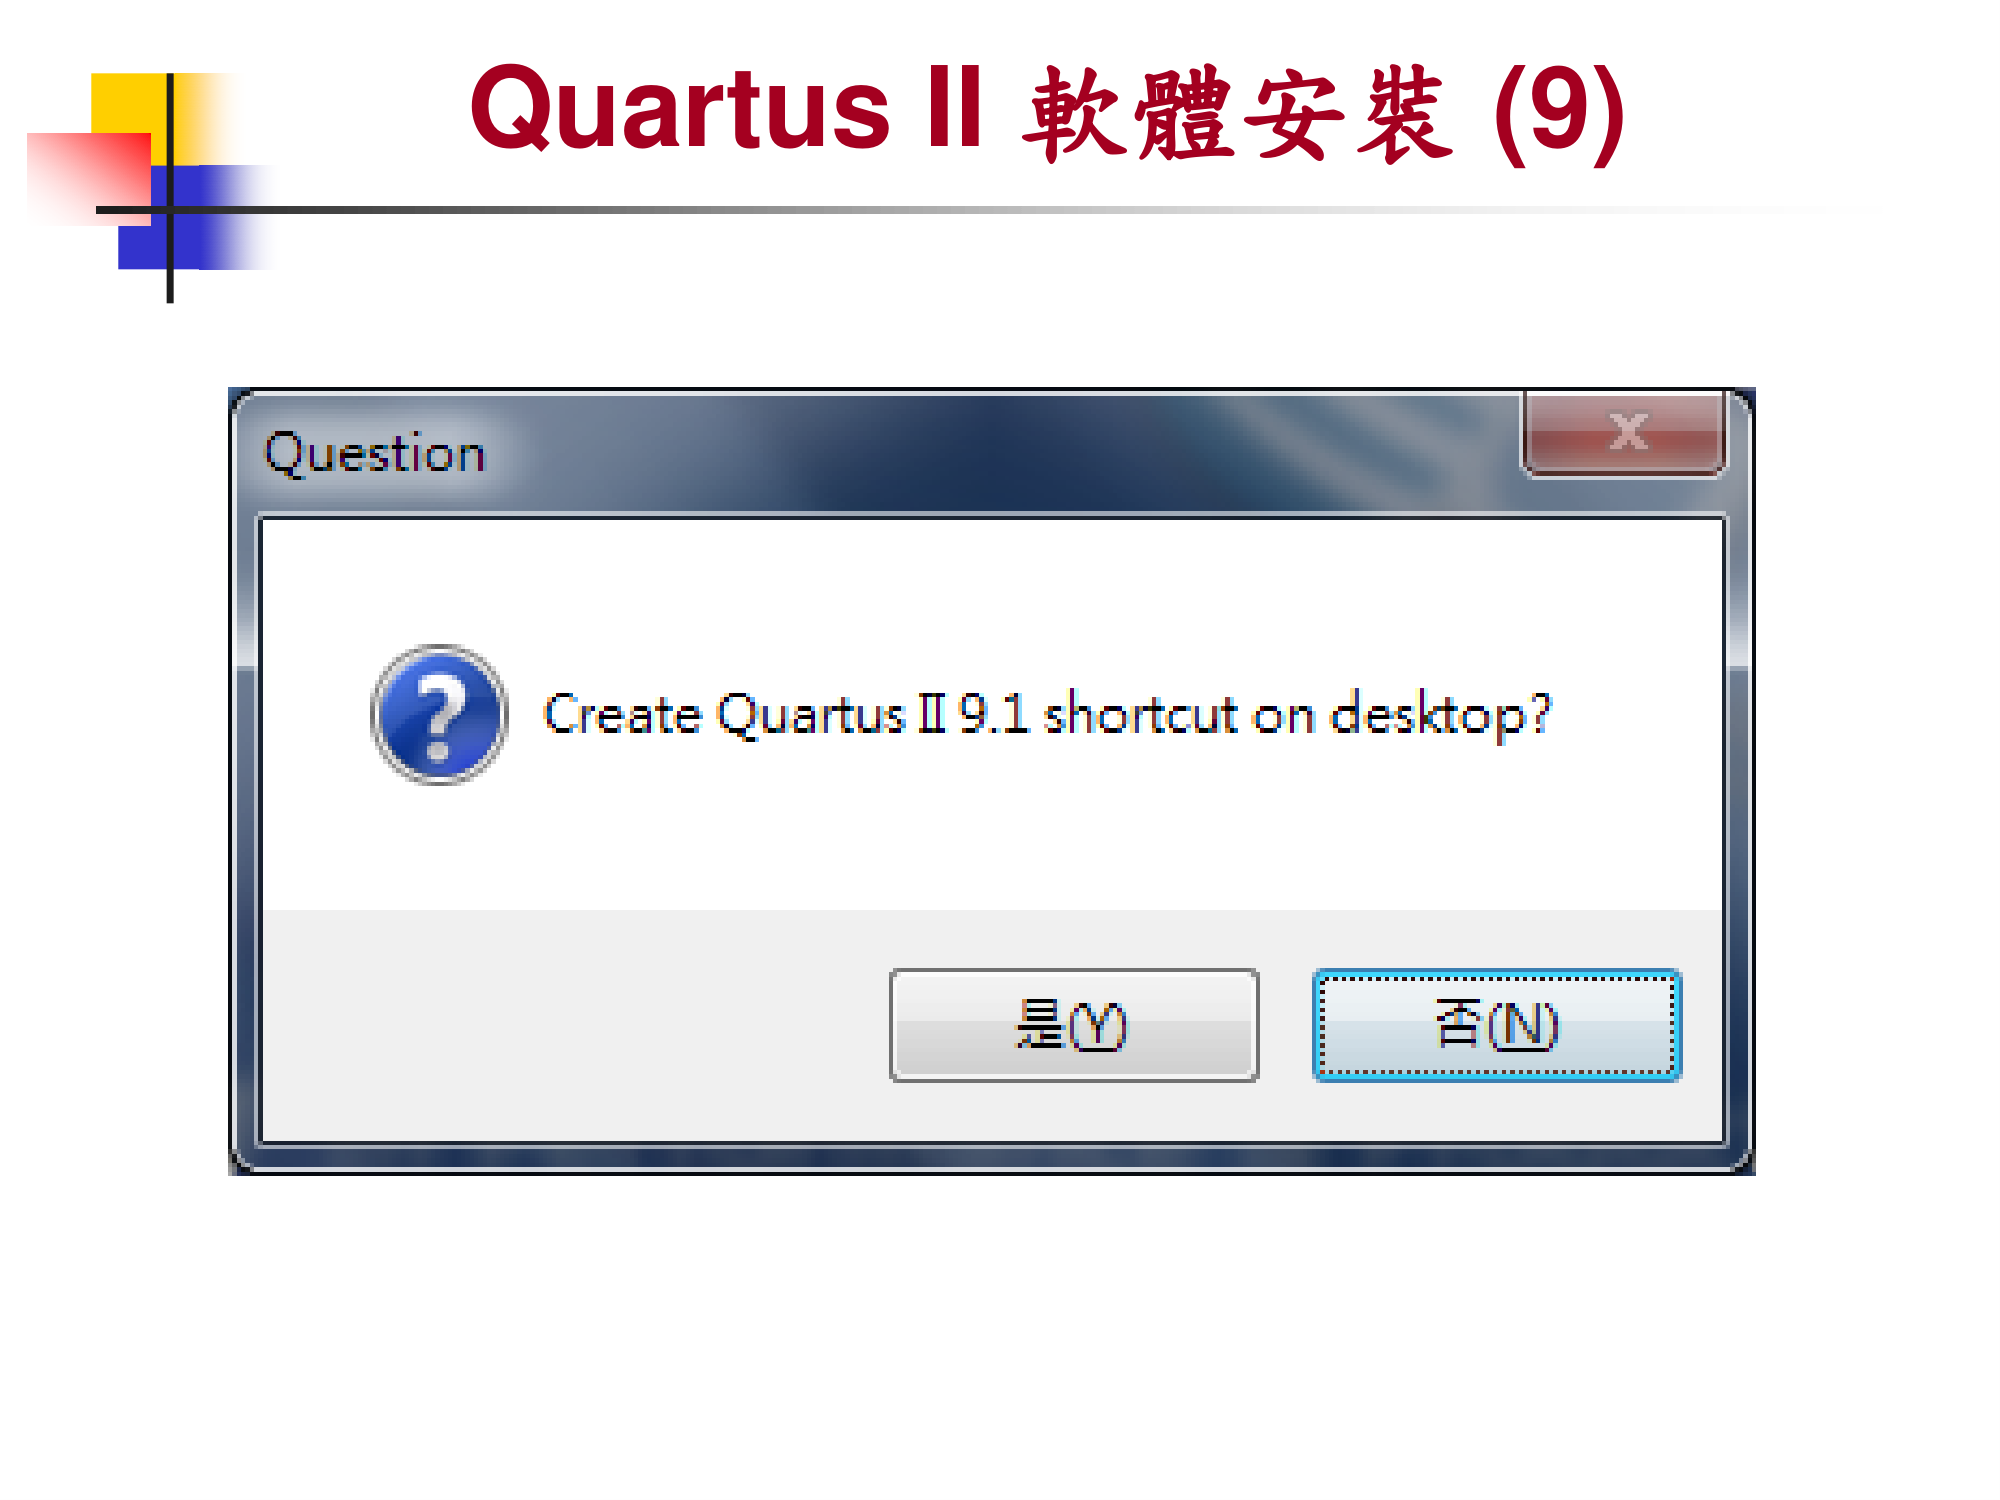 Quartus II 軟體安裝 (9)
Question
Create Quartus II 9.1 shortcut on desktop?
是(Y) 否(N)